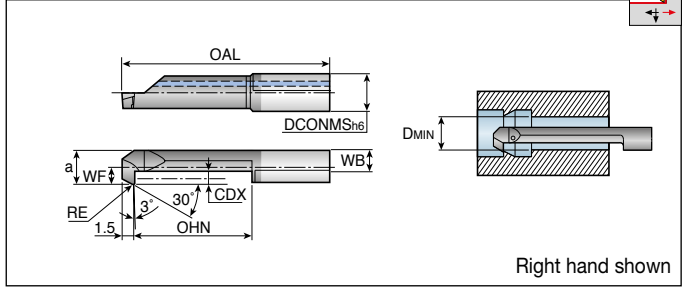 OAL
DCONMSh6
DMIN
a
WF
WB
CDX
RE
3°
30°
1.5
OHN
Right hand shown